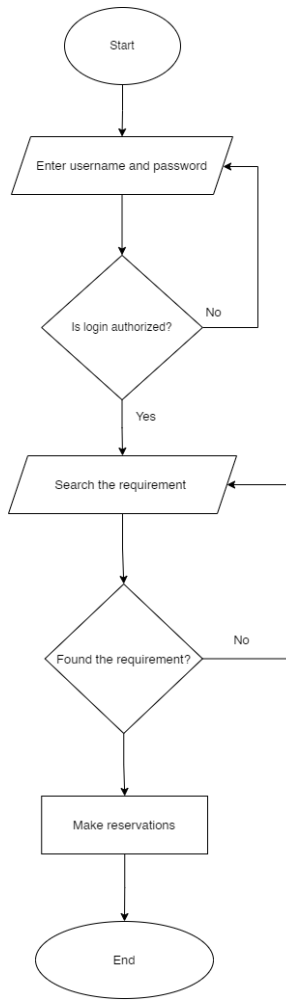 Start
Enter username and password
Is login authorized?
No
Yes
Search the requirement
Found the requirement?
No
Make reservations
End